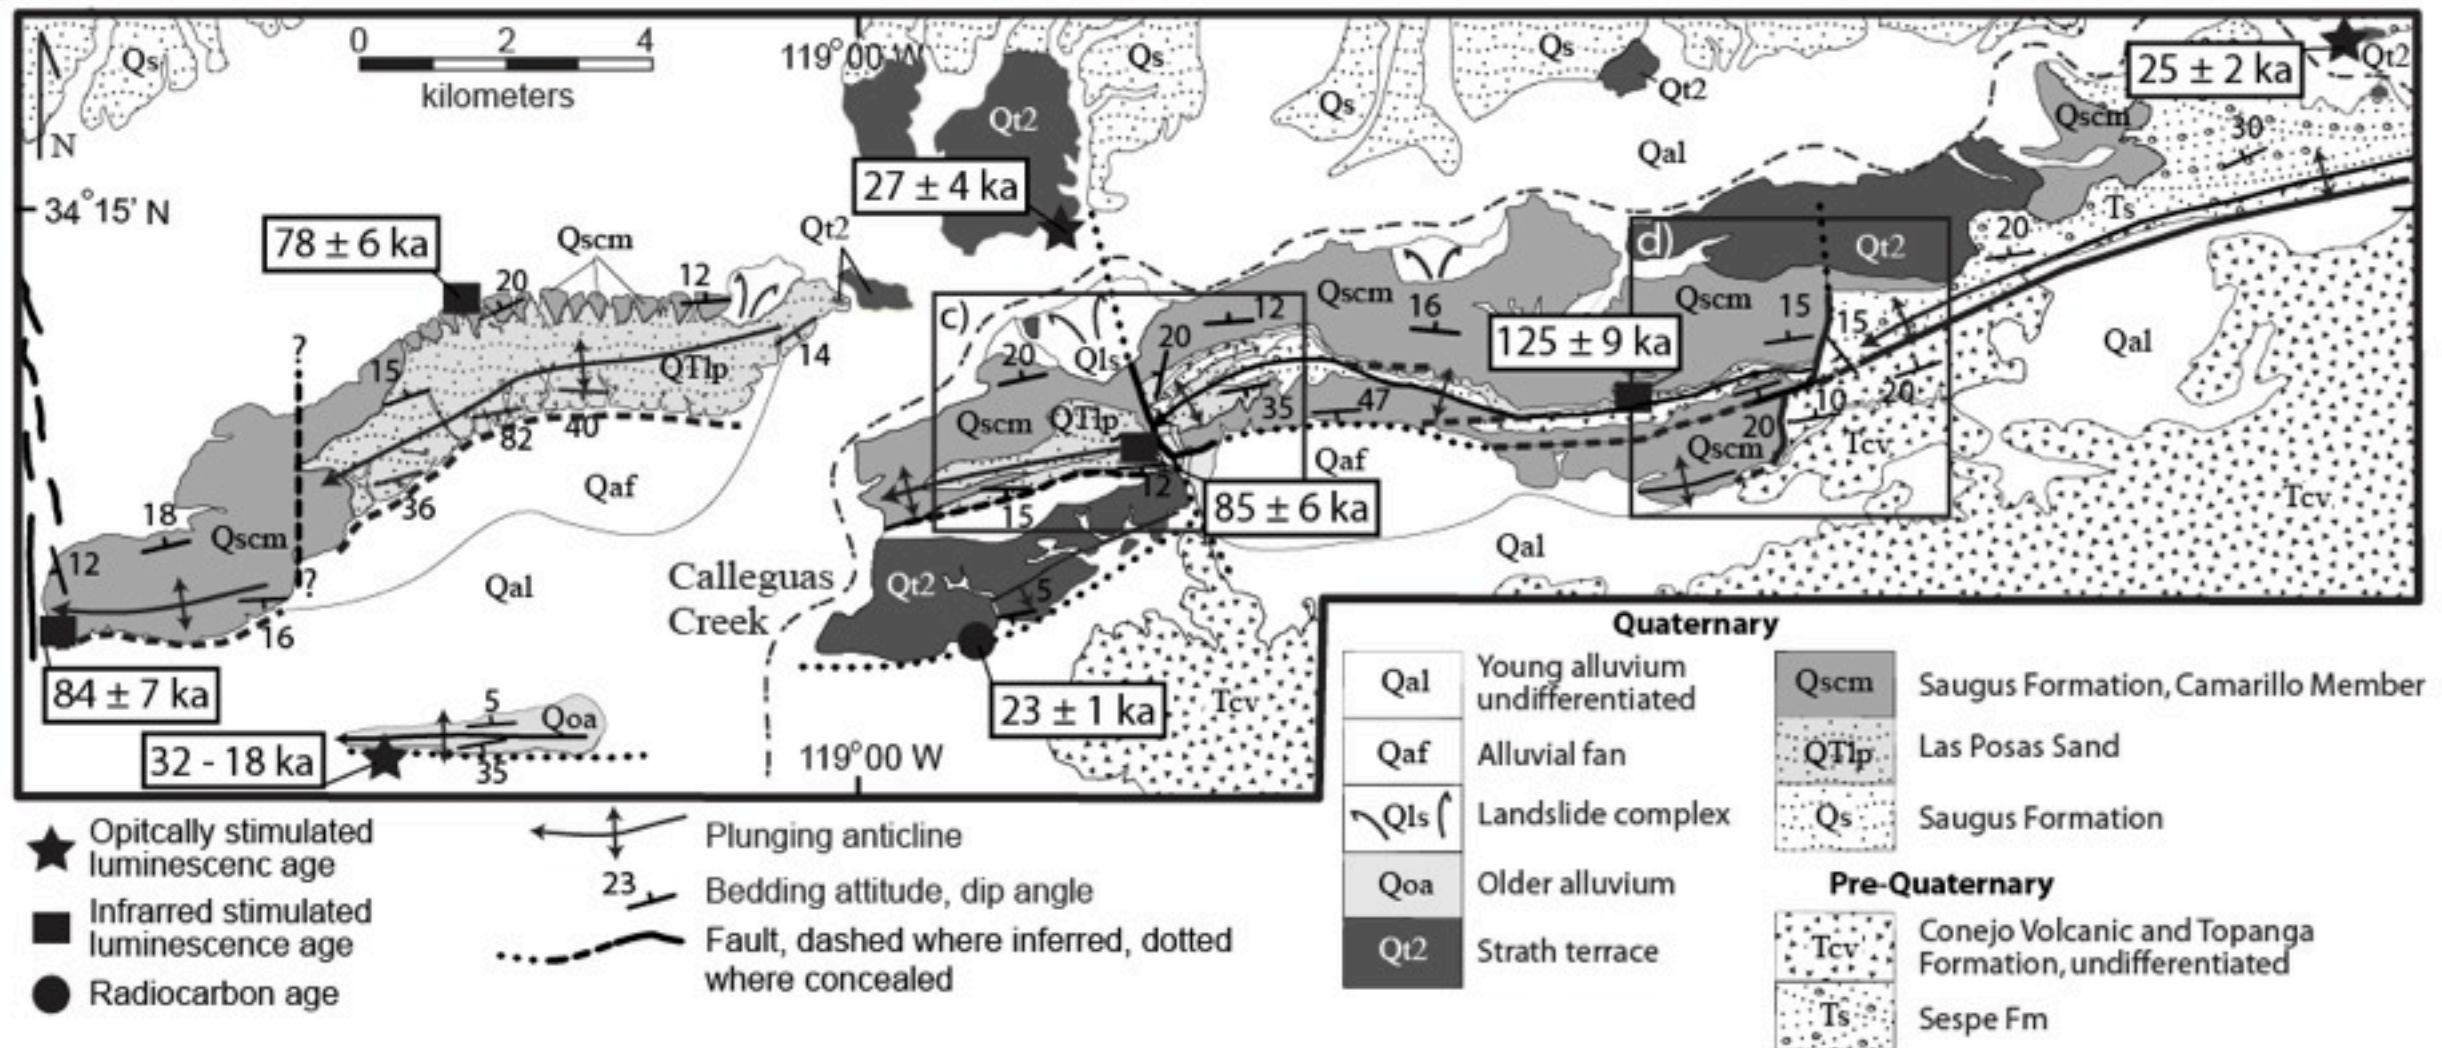 0 2 4
kilometers
N
34°15' N
119°00' W
Qs
Qs
Qs
Qs
Qt2
Qt2
Qt2
25 ± 2 ka
27 ± 4 ka
Qal
Qscm
30
Ts
20
78 ± 6 ka
Qscm
Qt2
20
12
15
QTlp
14
?
82
40
36
Qaf
18
Qscm
12
?
16
Qal
84 ± 7 ka
32 - 18 ka
5
Qoa
35
Calleguas
Creek
119°00 W
c)
Qls
20
20
12
Qscm
QTlp
35
47
15
12
85 ± 6 ka
Qt2
5
23 ± 1 ka
Tcv
Qscm
16
125 ± 9 ka
Qaf
Qal
d)
Qt2
Qscm
15
15
20
10
20
Qscm
Tcv
Qal
Tcv
Opitcally stimulated
luminescenc age
Infrarred stimulated
luminescence age
Radiocarbon age
Plunging anticline
23
Bedding attitude, dip angle
Fault, dashed where inferred, dotted
where concealed
Quaternary
Qal
Young alluvium
undifferentiated
Qaf
Alluvial fan
Qls
Landslide complex
Qoa
Older alluvium
Qt2
Strath terrace
Qscm
Saugus Formation, Camarillo Member
QTlp
Las Posas Sand
Qs
Saugus Formation
Pre-Quaternary
Tcv
Conejo Volcanic and Topanga
Formation, undifferentiated
Ts
Sespe Fm